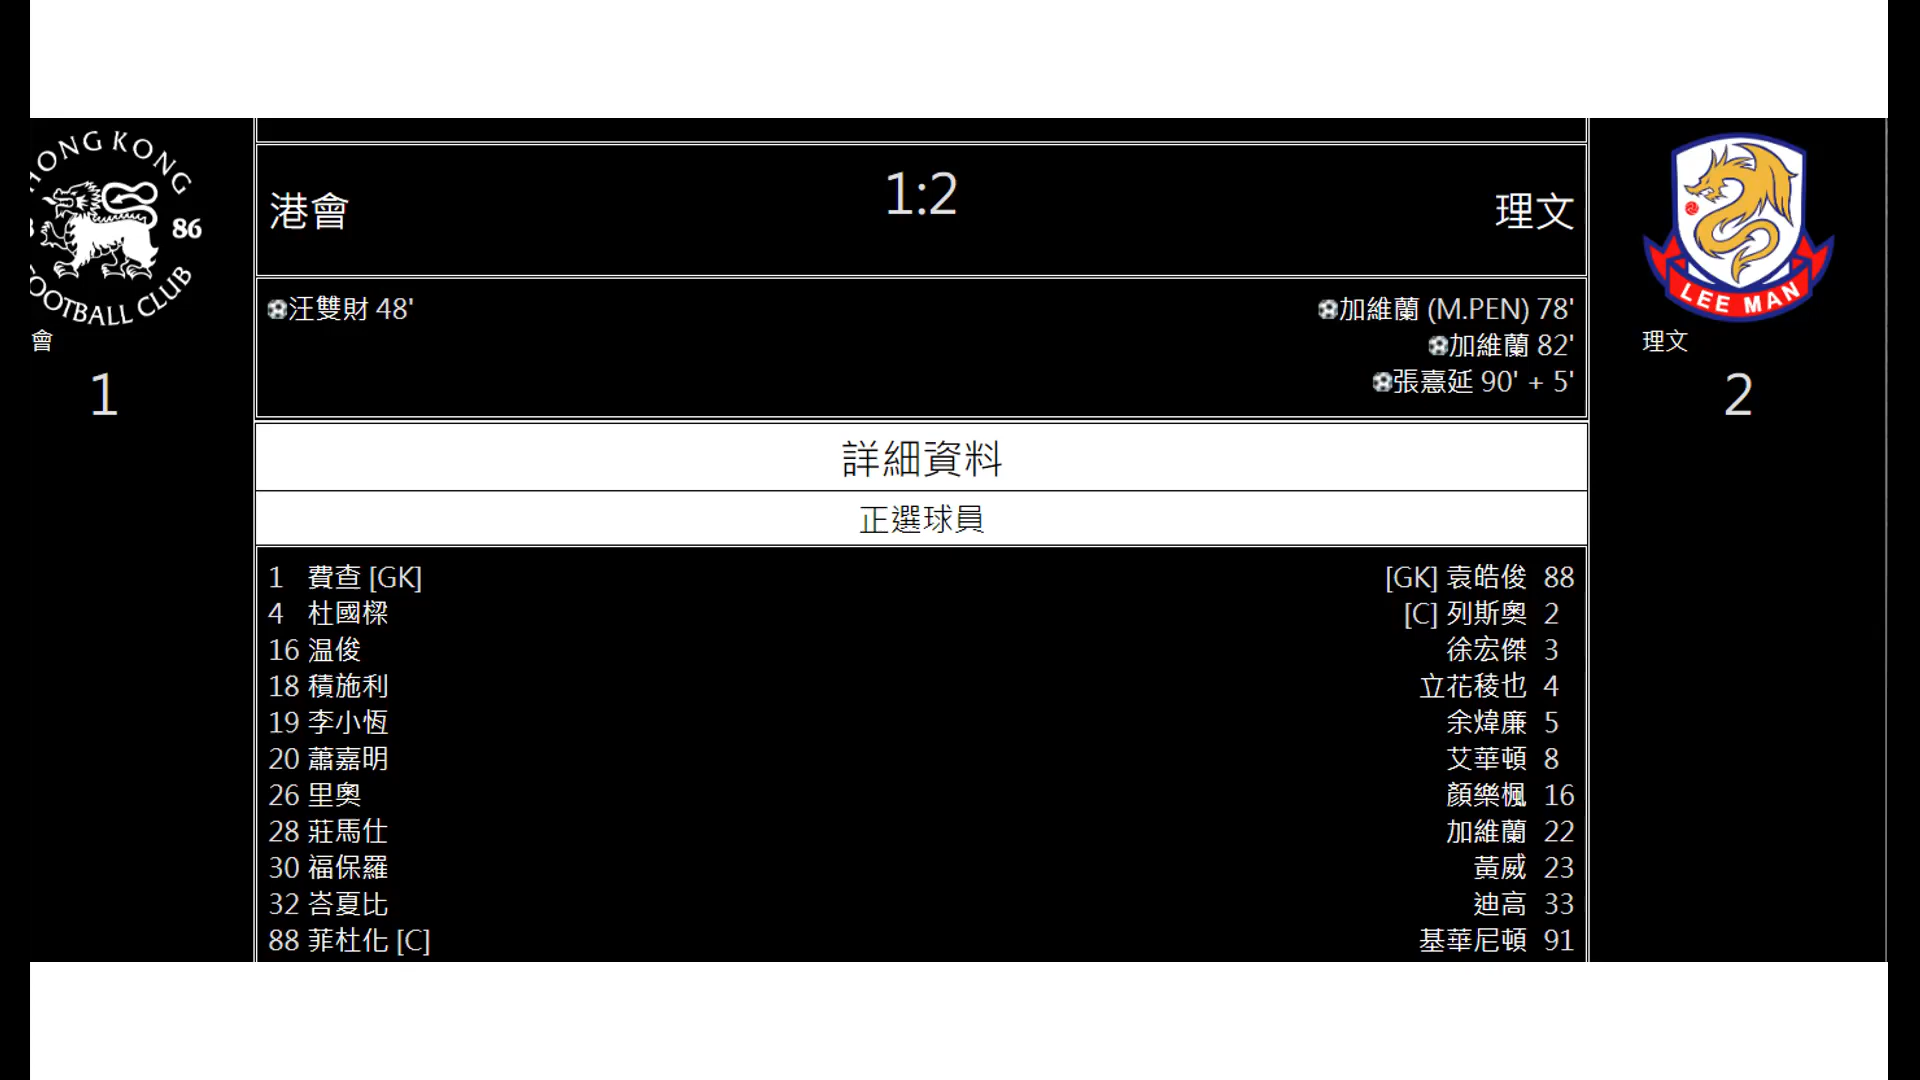 HONG KONG
86
FOOTBALL CLUB
會
1
港會
1:2
理文
汪雙財 48'
加維蘭 (M.PEN) 78'
加維蘭 82'
張憙延 90' + 5'
LEE MAN
理文
2
詳細資料
正選球員
1 費查 [GK]
[GK] 袁皓俊 88
4 杜國樑
[C] 列斯奧 2
16 温俊
徐宏傑 3
18 積施利
立花稜也 4
19 李小恆
余煒廉 5
20 蕭嘉明
艾華頓 8
26 里奧
顏樂楓 16
28 莊馬仕
加維蘭 22
30 福保羅
黃威 23
32 峇夏比
迪高 33
88 菲杜化 [C]
基華尼頓 91